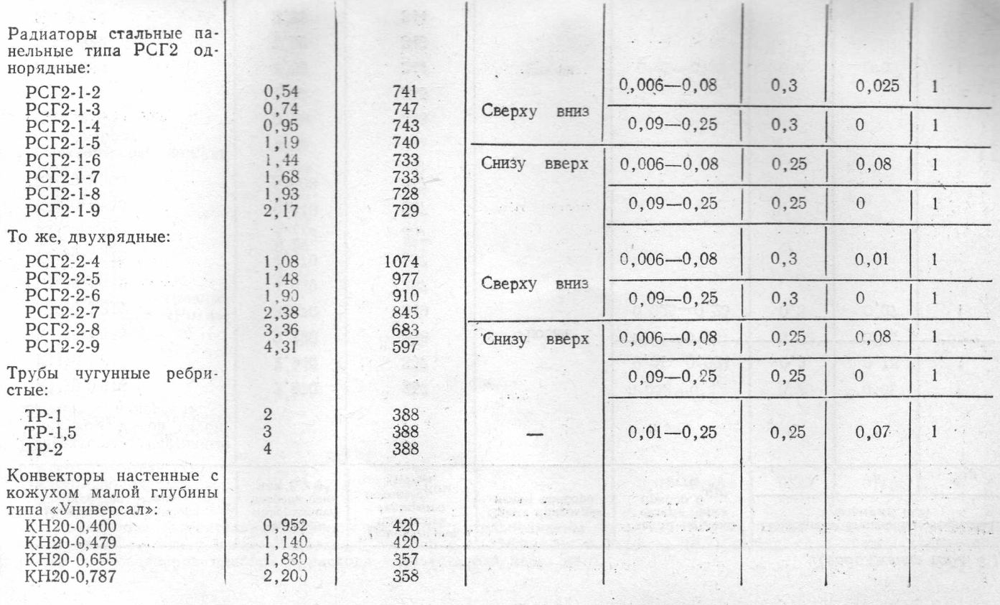 Радиаторы стальные па-
нельные типа РСГ2 од-
норядные:
РСГ2-1-2 0,54 741 0,006—0,08 0,3 0,025 1
РСГ2-1-3 0,74 747 Сверху вниз
РСГ2-1-4 0,95 743 0,09—0,25 0,3 0 1
РСГ2-1-5 1,19 740
РСГ2-1-6 1,44 733 Снизу вверх 0,006—0,08 0,25 0,08 1
РСГ2-1-7 1,68 733
РСГ2-1-8 1,93 728
РСГ2-1-9 2,17 729 0,09—0,25 0,25 0 1
То же, двухрядные:
РСГ2-2-4 1,08 1074 0,006—0,08 0,3 0,01 1
РСГ2-2-5 1,48 977 Сверху вниз
РСГ2-2-6 1,90 910 0,09—0,25 0,3 0 1
РСГ2-2-7 2,38 845
РСГ2-2-8 3,36 683 Снизу вверх 0,006—0,08 0,25 0,08 1
РСГ2-2-9 4,31 597
Трубы чугунные ребри- 0,09—0,25 0,25 0 1
стые:
ТР-1 2 388
ТР-1,5 3 388 — 0,01—0,25 0,25 0,07 1
ТР-2 4 388
Конвекторы настенные с
кожухом малой глубины
типа «Универсал»:
КН20-0,400 0,952 420
КН20-0,479 1,140 420
КН20-0,655 1,830 357
КН20-0,787 2,200 358